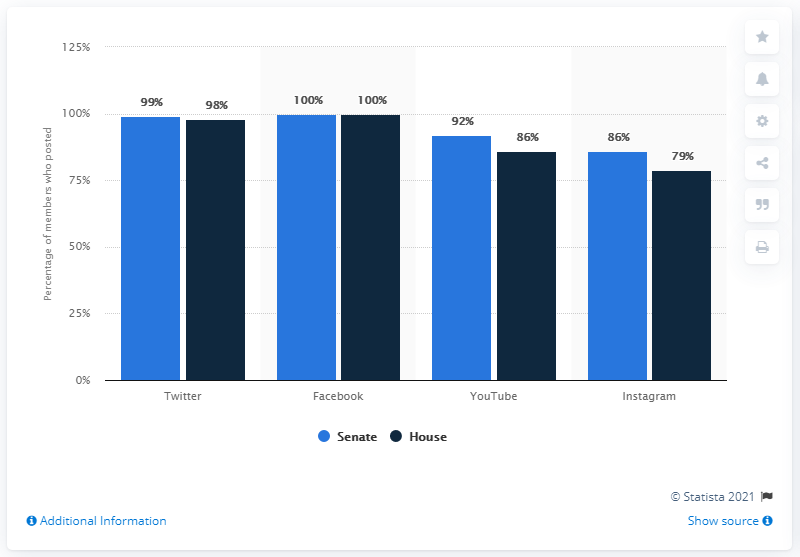 125%
100%
75%
50%
25%
0%
Percentage of members who posted
99%
98%
100%
100%
92%
86%
86%
79%
Twitter
Facebook
YouTube
Instagram
Senate
House
© Statista 2021
Additional Information
Show source